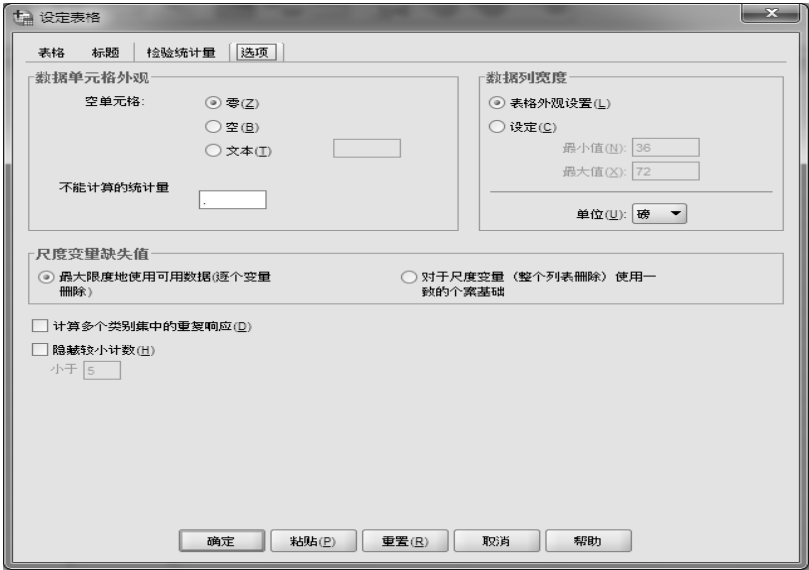 设定表格
表格 标题 检验统计量 选项
数据单元格外观
空单元格:
零(Z)
空(B)
文本(T)
不能计算的统计量
.
数据列宽度
表格外观设置(L)
设定(C)
最小值(N): 36
最大值(X): 72
单位(U): 磅
尺度变量缺失值
最大限度地使用可用数据(逐个变量
删除)
对于尺度变量（整个列表删除）使用一
致的个案基础
计算多个类别集中的重复响应(D)
隐藏较小计数(H)
小于 5
确定 粘贴(P) 重置(R) 取消 帮助